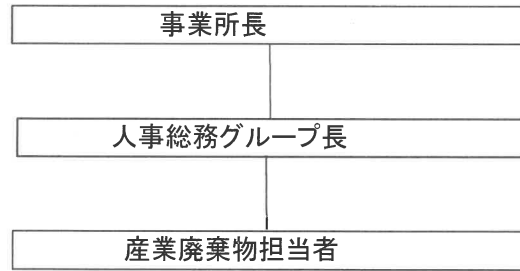 事業所長
人事総務グループ長
産業廃棄物担当者